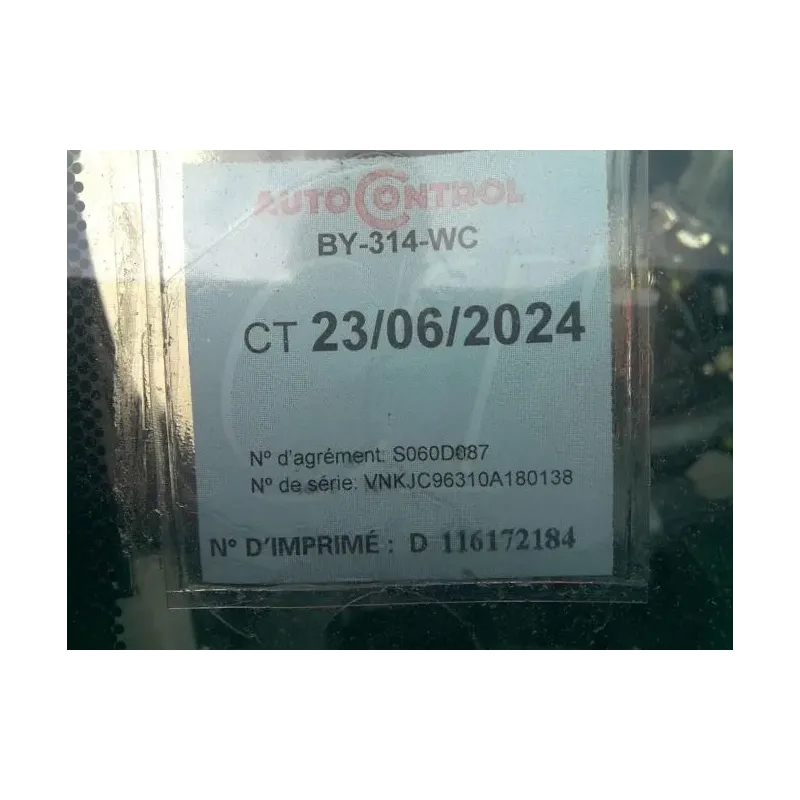 AUTOCONTROL
BY-314-WC
CT 23/06/2024
N° d'agrément: S060D087
N° de série: VNKJC96310A180138
N° D'IMPRIMÉ : D 116172184